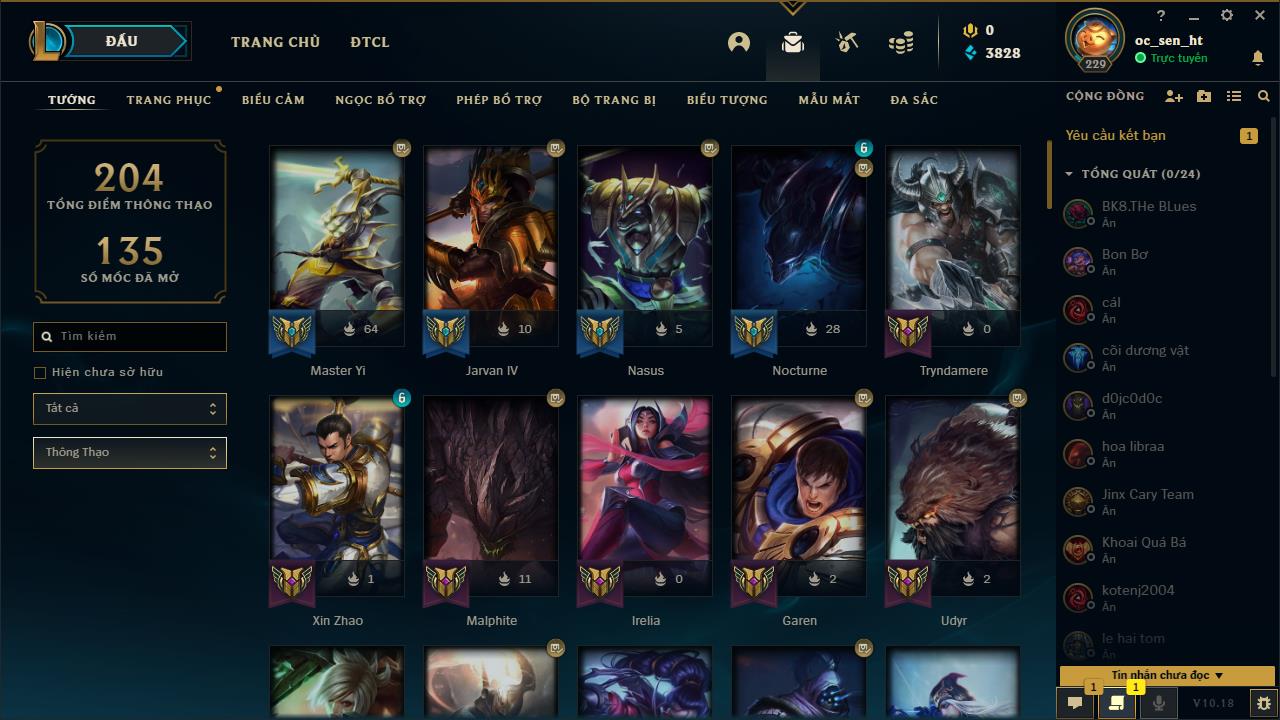 ĐẤU
TRANG CHỦ
ĐTCL
0
3828
?
229
oc_sen_ht
Trực tuyến
TƯỚNG
TRANG PHỤC
BIỂU CẢM
NGỌC BỔ TRỢ
PHÉP BỔ TRỢ
BỘ TRANG BỊ
BIỂU TƯỢNG
MẪU MẮT
ĐA SẮC
CỘNG ĐỒNG
204
TỔNG ĐIỂM THÔNG THẠO
135
SỐ MỐC ĐÃ MỞ
Tìm kiếm
Hiện chưa sở hữu
Tất cả
Thông Thạo
6
64
10
5
28
0
Master Yi
Jarvan IV
Nasus
Nocturne
Tryndamere
6
1
11
0
2
2
Xin Zhao
Malphite
Irelia
Garen
Udyr
Yêu cầu kết bạn
1
TỔNG QUÁT (0/24)
BK8.THe BLues
Ẩn
Bon Bơ
Ẩn
cál
Ẩn
cõi dương vật
Ẩn
d0jc0d0c
Ẩn
hoa libraa
Ẩn
Jinx Cary Team
Ẩn
Khoai Quá Bá
Ẩn
kotenj2004
Ẩn
le hai tom
Ẩn
Tin nhắn chưa đọc
1
1
V10.18